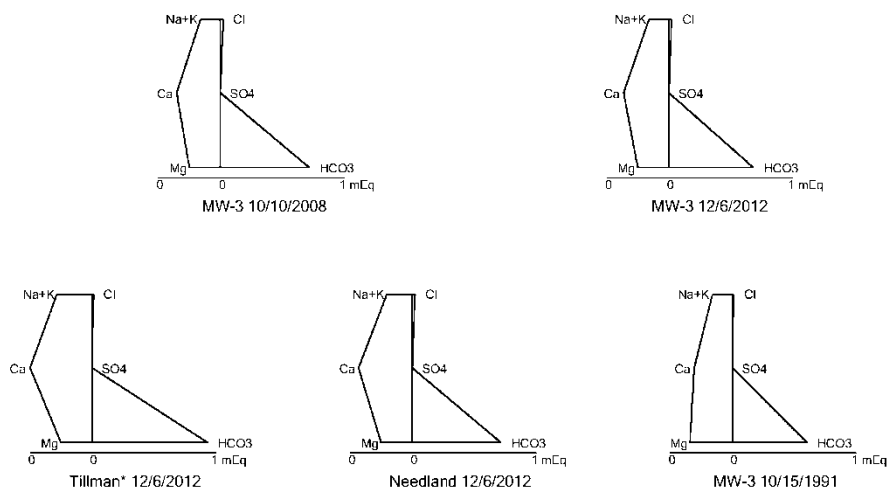 Na+K Cl
Ca SO4
Mg HCO3
0 0 1 mEq
MW-3 10/10/2008
Na+K Cl
Ca SO4
Mg HCO3
0 0 1 mEq
MW-3 12/6/2012
Na+K Cl
Ca SO4
Mg HCO3
0 0 1 mEq
Tillman* 12/6/2012
Na+K Cl
Ca SO4
Mg HCO3
0 0 1 mEq
Needland 12/6/2012
Na+K Cl
Ca SO4
Mg HCO3
0 0 1 mEq
MW-3 10/15/1991